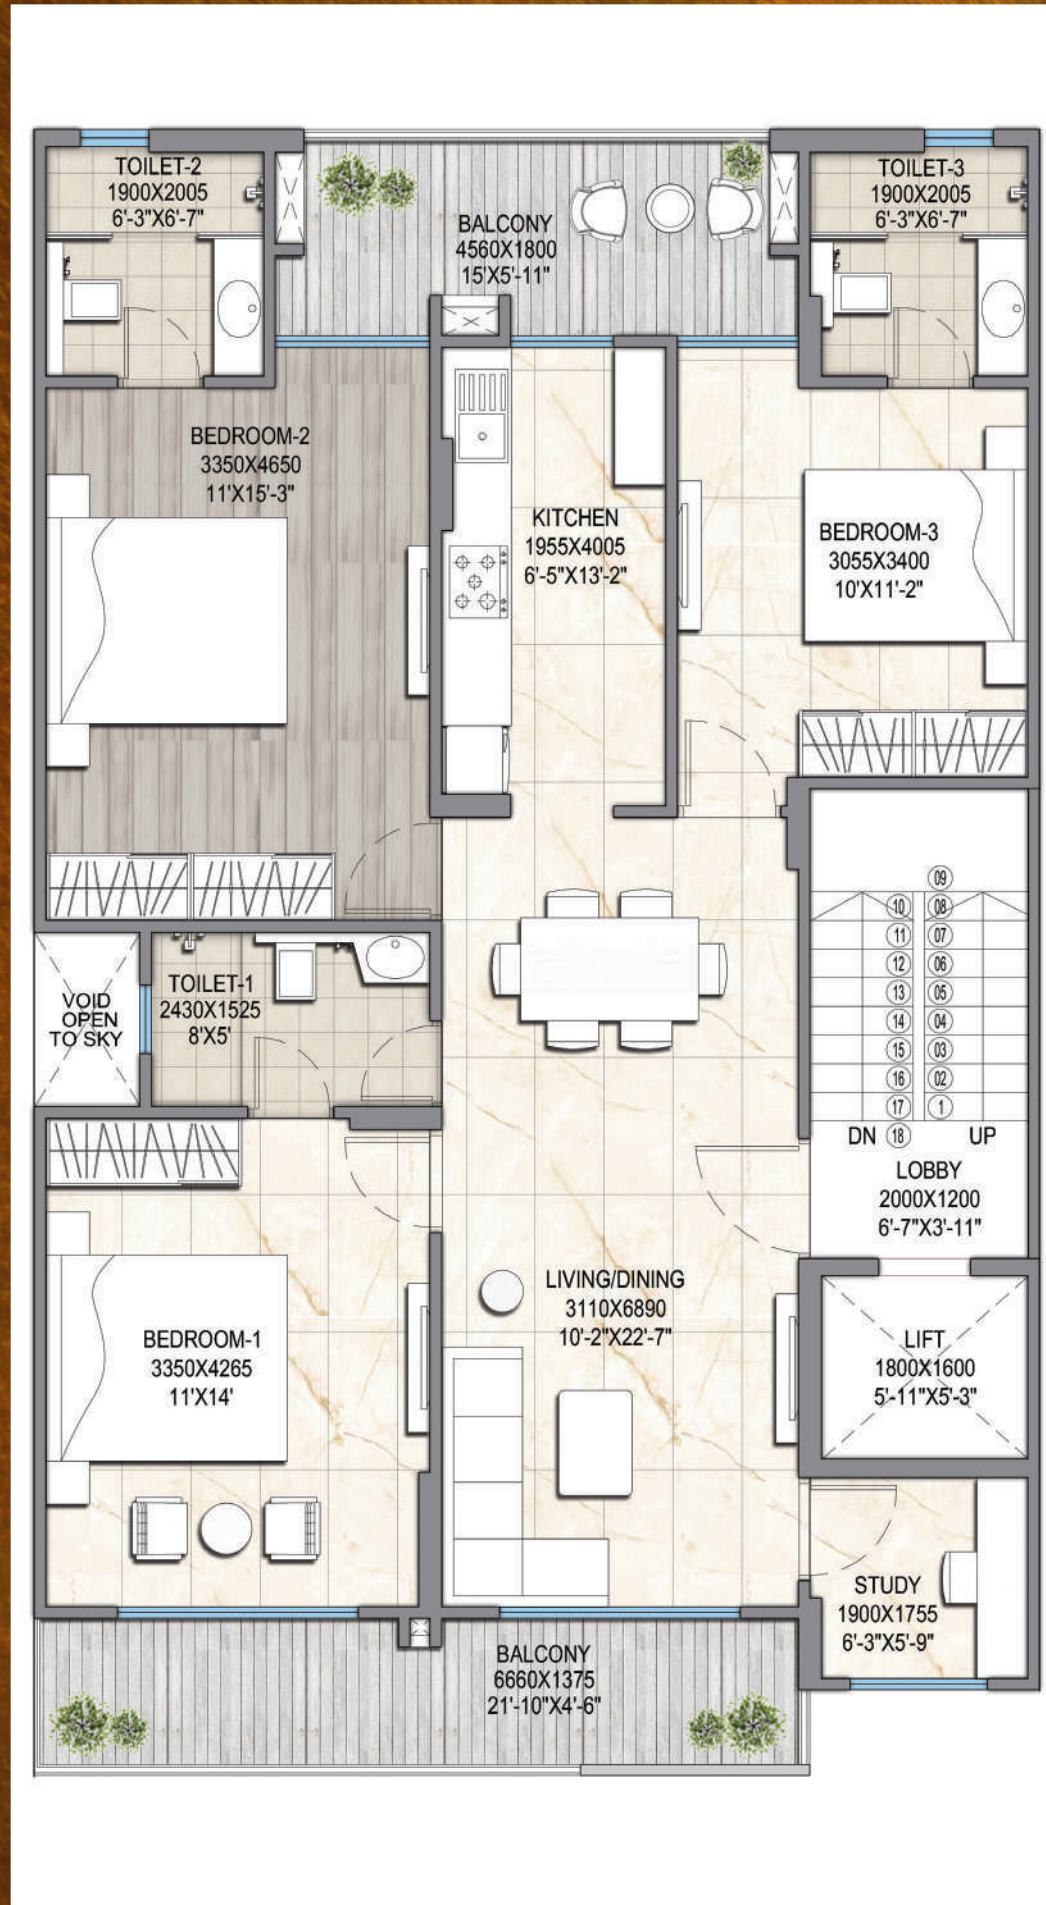 TOILET-2
1900X2005
6'-3"X6'-7"
BALCONY
4560X1800
15'X5'-11"
TOILET-3
1900X2005
6'-3"X6'-7"
BEDROOM-2
3350X4650
11'X15'-3"
KITCHEN
1955X4005
6'-5"X13'-2"
BEDROOM-3
3055X3400
10'X11'-2"
09
10 08
11 07
12 06
13 05
14 04
15 03
16 02
17 1
DN 18 UP
VOID
OPEN
TO SKY
TOILET-1
2430X1525
8'X5'
LOBBY
2000X1200
6'-7"X3'-11"
LIVING/DINING
3110X6890
10'-2"X22'-7"
BEDROOM-1
3350X4265
11'X14'
LIFT
1800X1600
5'-11"X5'-3"
STUDY
1900X1755
6'-3"X5'-9"
BALCONY
6660X1375
21'-10"X4'-6"